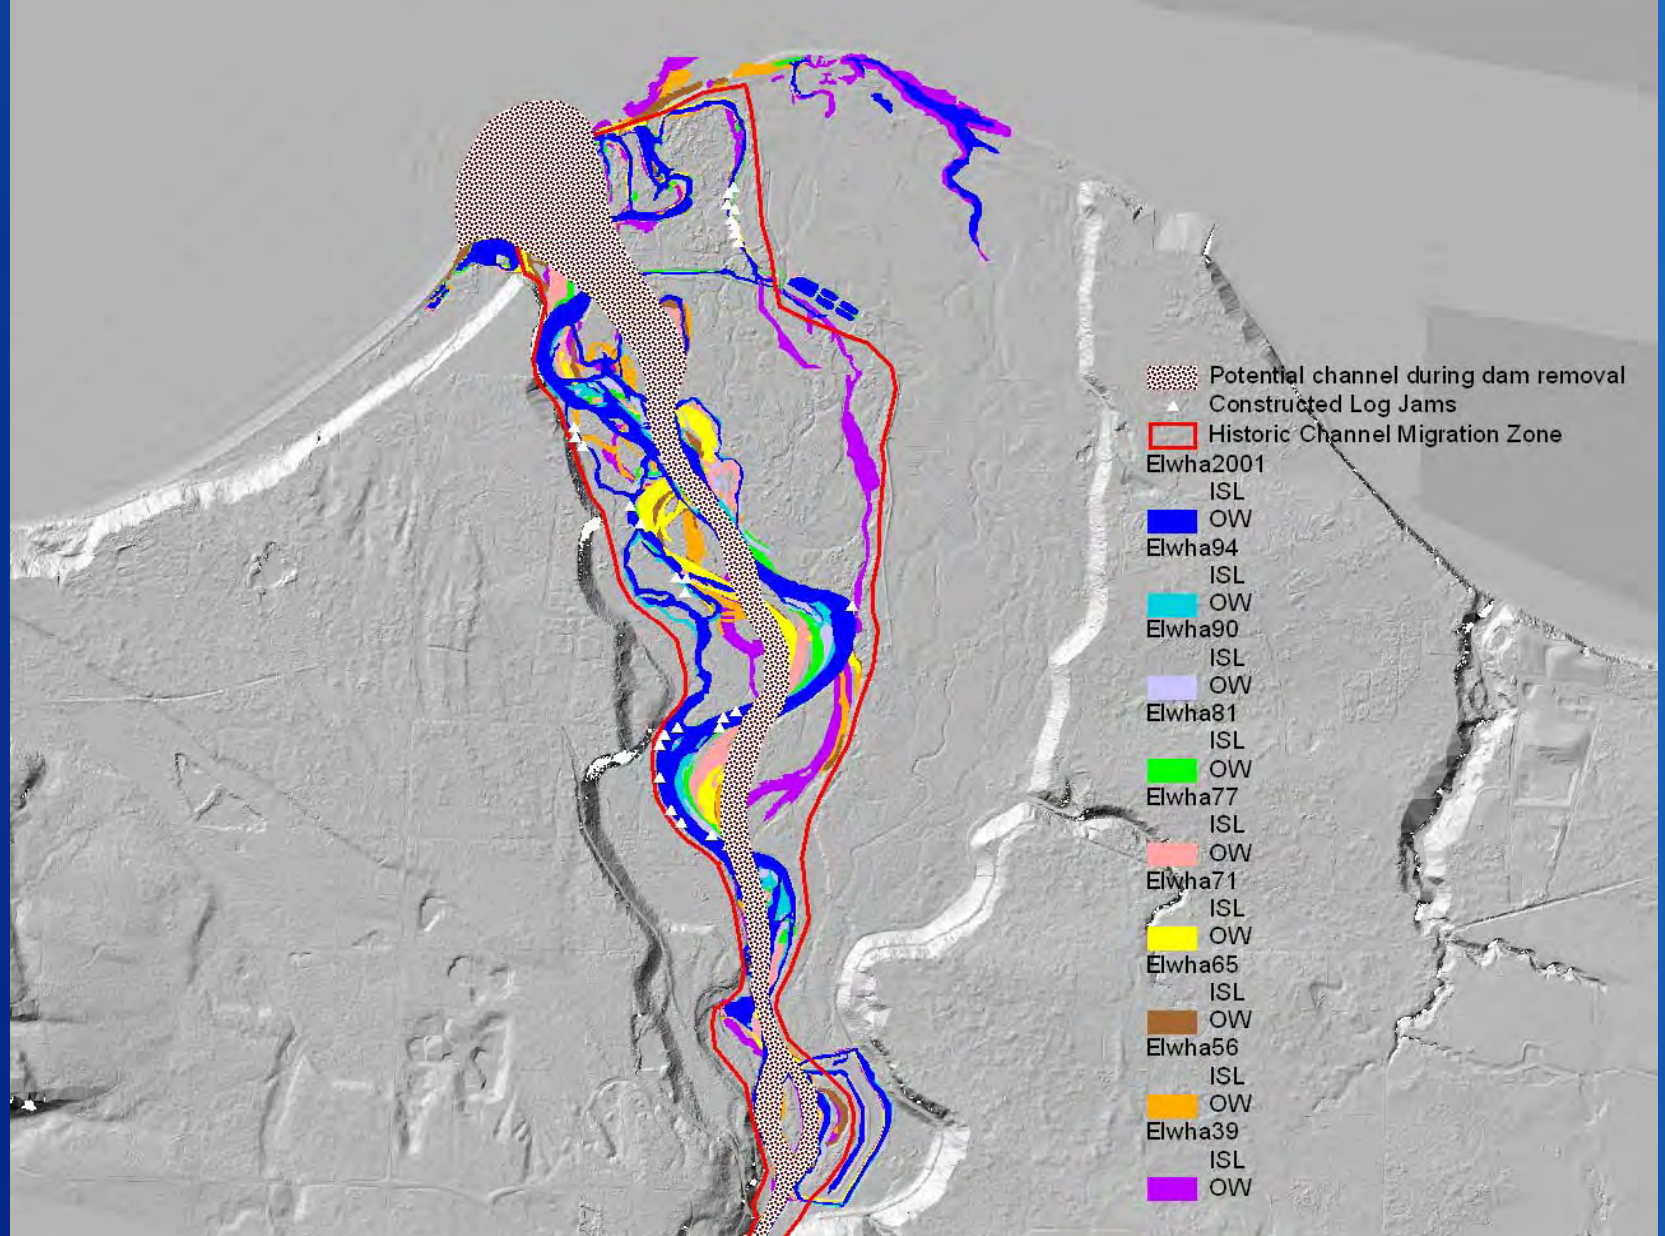 Potential channel during dam removal
Constructed Log Jams
Historic Channel Migration Zone
Elwha2001
ISL
OW
Elwha94
ISL
OW
Elwha90
ISL
OW
Elwha81
ISL
OW
Elwha77
ISL
OW
Elwha71
ISL
OW
Elwha65
ISL
OW
Elwha56
ISL
OW
Elwha39
ISL
OW